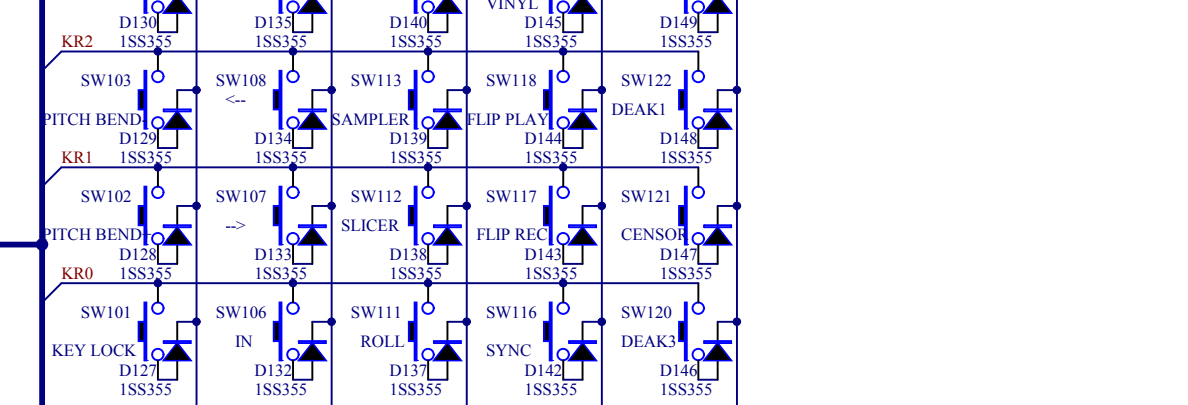 VINYL
D130 D135 D140 D145 D149
1SS355 1SS355 1SS355 1SS355 1SS355
KR2
SW103 SW108 SW113 SW118 SW122
<--
DEAK1
PITCH BEND- SAMPLER FLIP PLAY
D129 D134 D139 D144 D148
1SS355 1SS355 1SS355 1SS355 1SS355
KR1
SW102 SW107 SW112 SW117 SW121
--> SLICER
PITCH BEND+ FLIP REC CENSOR
D128 D133 D138 D143 D147
1SS355 1SS355 1SS355 1SS355 1SS355
KR0
SW101 SW106 SW111 SW116 SW120
IN ROLL DEAK3
KEY LOCK SYNC
D127 D132 D137 D142 D146
1SS355 1SS355 1SS355 1SS355 1SS355